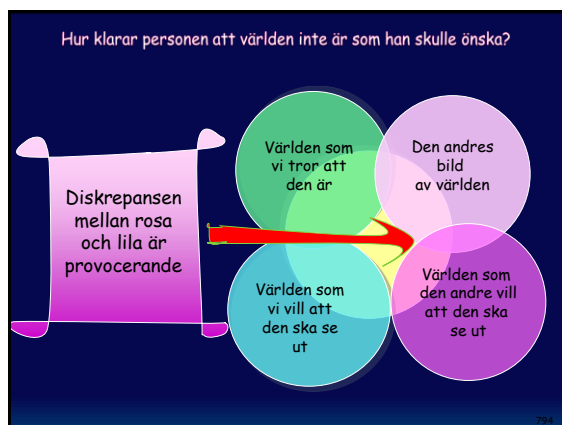 Hur klarar personen att världen inte är som han skulle önska?
Diskrepansen
mellan rosa
och lila är
provocerande
Världen som
vi tror att
den är
Den andres
bild
av världen
Världen som
vi vill att
den ska se
ut
Världen som
den andre vill
att den ska
se ut
794